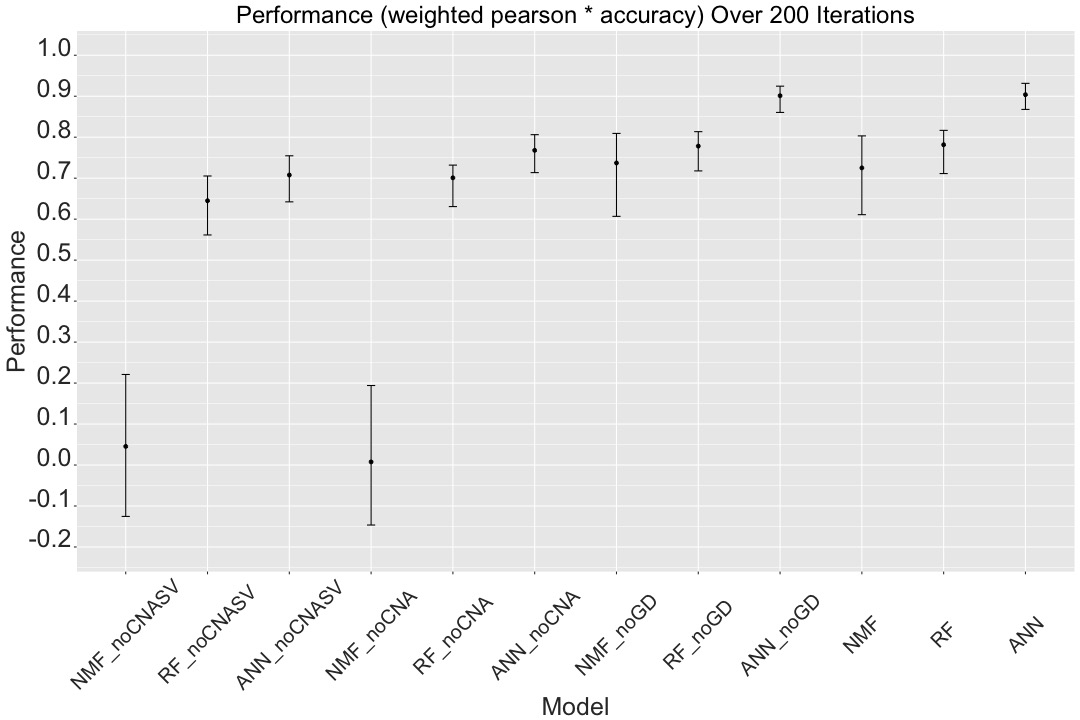 Performance (weighted pearson * accuracy) Over 200 Iterations
Performance
1.0
0.9
0.8
0.7
0.6
0.5
0.4
0.3
0.2
0.1
0.0
-0.1
-0.2
NMF_noCNASV
RF_noCNASV
ANN_noCNASV
NMF_noCNA
RF_noCNA
ANN_noCNA
NMF_noGD
RF_noGD
ANN_noGD
NMF
RF
ANN
Model